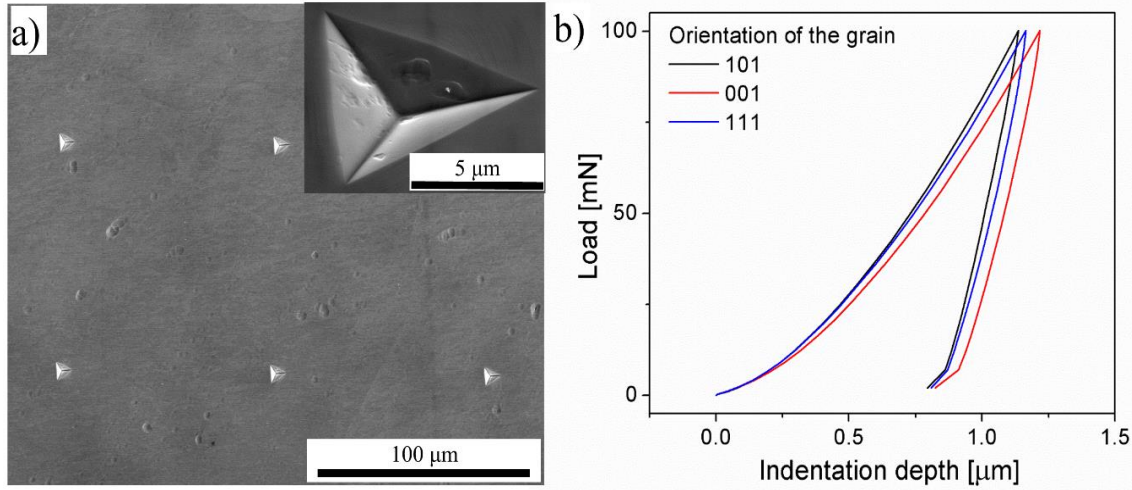 a)
5 μm
100 μm
b)
Orientation of the grain
101
001
111
Load [mN]
100
50
0
0.0 0.5 1.0 1.5
Indentation depth [μm]